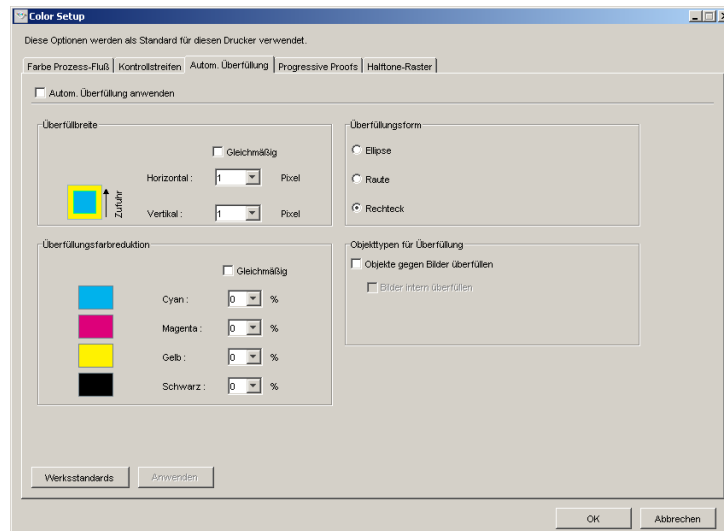 Color Setup
Diese Optionen werden als Standard für diesen Drucker verwendet.
Farbe Prozess-Fluß Kontrollstreifen Autom. Überfüllung Progressive Proofs Halftone-Raster
Autom. Überfüllung anwenden
Überfüllbreite
Gleichmäßig
Horizontal : 1 Pixel
Zufuhr
Vertikal : 1 Pixel
Überfüllungsform
Ellipse
Raute
Rechteck
Überfüllungsfarbreduktion
Gleichmäßig
Cyan : 0 %
Magenta : 0 %
Gelb : 0 %
Schwarz : 0 %
Objekttypen für Überfüllung
Objekte gegen Bilder überfüllen
Bilder intern überfüllen
Werksstandards Anwenden
OK Abbrechen